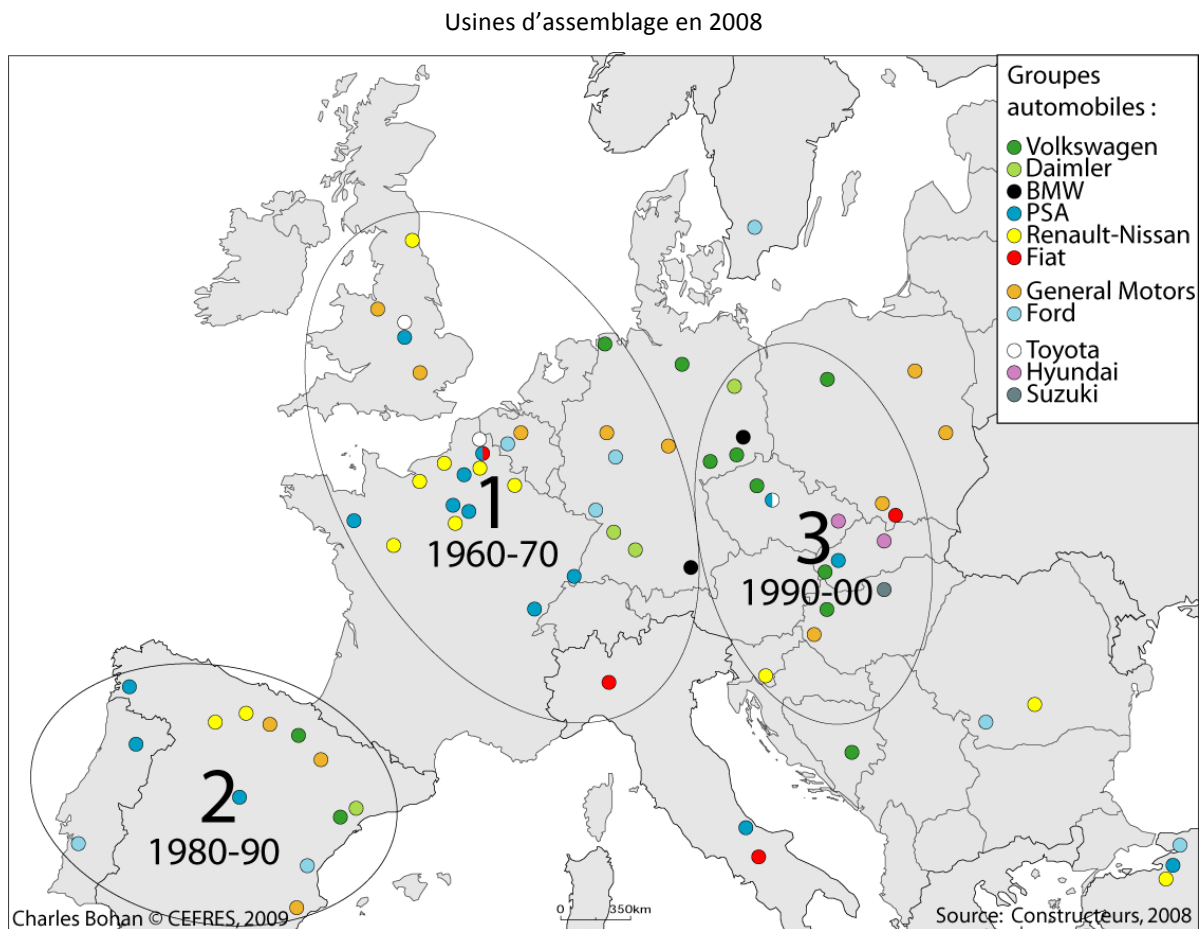 Usines d’assemblage en 2008
Groupes
automobiles :
Volkswagen
Daimler
BMW
PSA
Renault-Nissan
Fiat
General Motors
Ford
Toyota
Hyundai
Suzuki
1
1960-70
3
1990-00
2
1980-90
Charles Bohan © CEFRES, 2009
0 350km
Source: Constructeurs, 2008